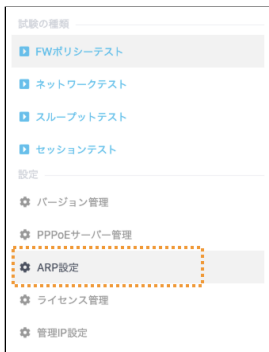 試験の種類
FWポリシーテスト
ネットワークテスト
スループットテスト
セッションテスト
設定
バージョン管理
PPPoEサーバー管理
ARP設定
ライセンス管理
管理IP設定